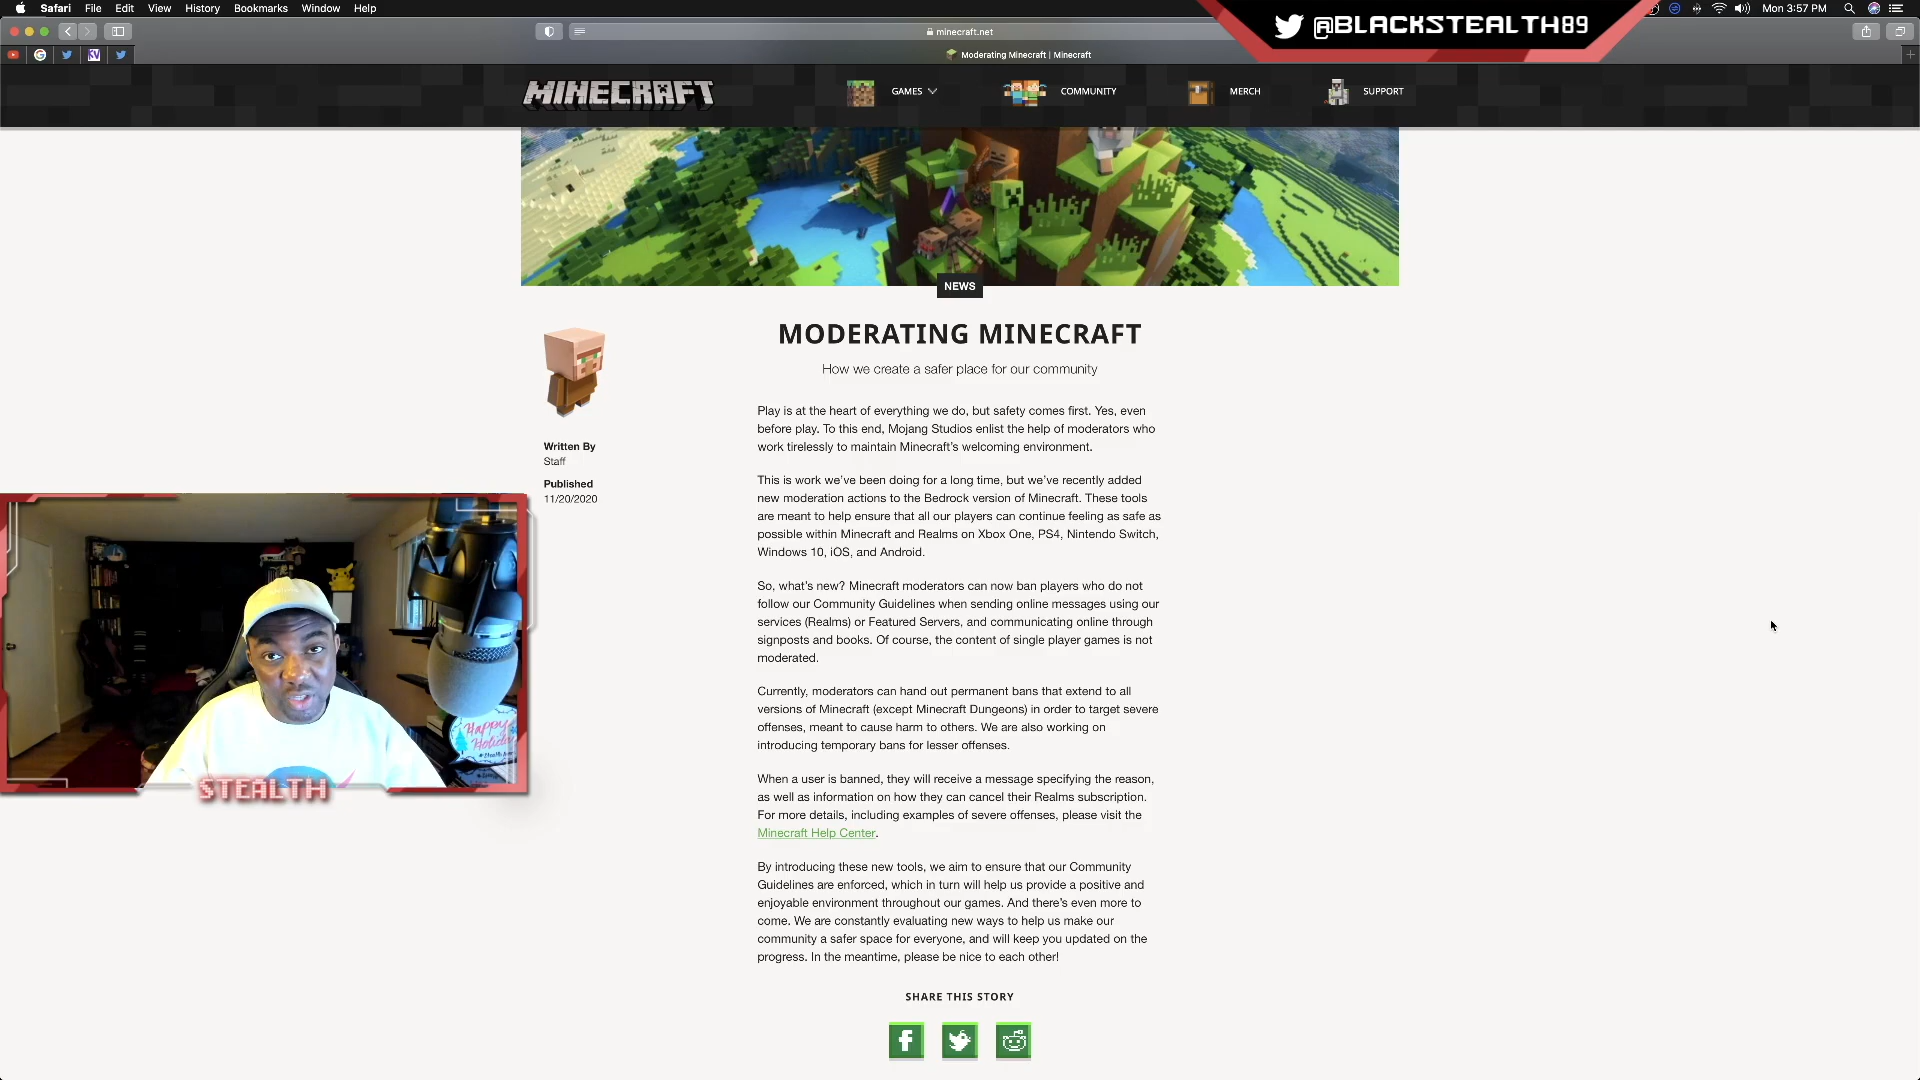 Safari File Edit View History Bookmarks Window Help
Mon 3:57 PM
@BLACKSTEALTH89
minecraft.net
Moderating Minecraft | Minecraft
MINECRAFT
GAMES
COMMUNITY
MERCH
SUPPORT
NEWS
MODERATING MINECRAFT
How we create a safer place for our community
Written By
Staff
Published
11/20/2020
Play is at the heart of everything we do, but safety comes first. Yes, even
before play. To this end, Mojang Studios enlist the help of moderators who
work tirelessly to maintain Minecraft's welcoming environment.
This is work we've been doing for a long time, but we've recently added
new moderation actions to the Bedrock version of Minecraft. These tools
are meant to help ensure that all our players can continue feeling as safe as
possible within Minecraft and Realms on Xbox One, PS4, Nintendo Switch,
Windows 10, iOS, and Android.
So, what's new? Minecraft moderators can now ban players who do not
follow our Community Guidelines when sending online messages using our
services (Realms) or Featured Servers, and communicating online through
signposts and books. Of course, the content of single player games is not
moderated.
Currently, moderators can hand out permanent bans that extend to all
versions of Minecraft (except Minecraft Dungeons) in order to target severe
offenses, meant to cause harm to others. We are also working on
introducing temporary bans for lesser offenses.
When a user is banned, they will receive a message specifying the reason,
as well as information on how they can cancel their Realms subscription.
For more details, including examples of severe offenses, please visit the
Minecraft Help Center.
By introducing these new tools, we aim to ensure that our Community
Guidelines are enforced, which in turn will help us provide a positive and
enjoyable environment throughout our games. And there's even more to
come. We are constantly evaluating new ways to help us make our
community a safer space for everyone, and will keep you updated on the
progress. In the meantime, please be nice to each other!
SHARE THIS STORY
Happy
STEALTH